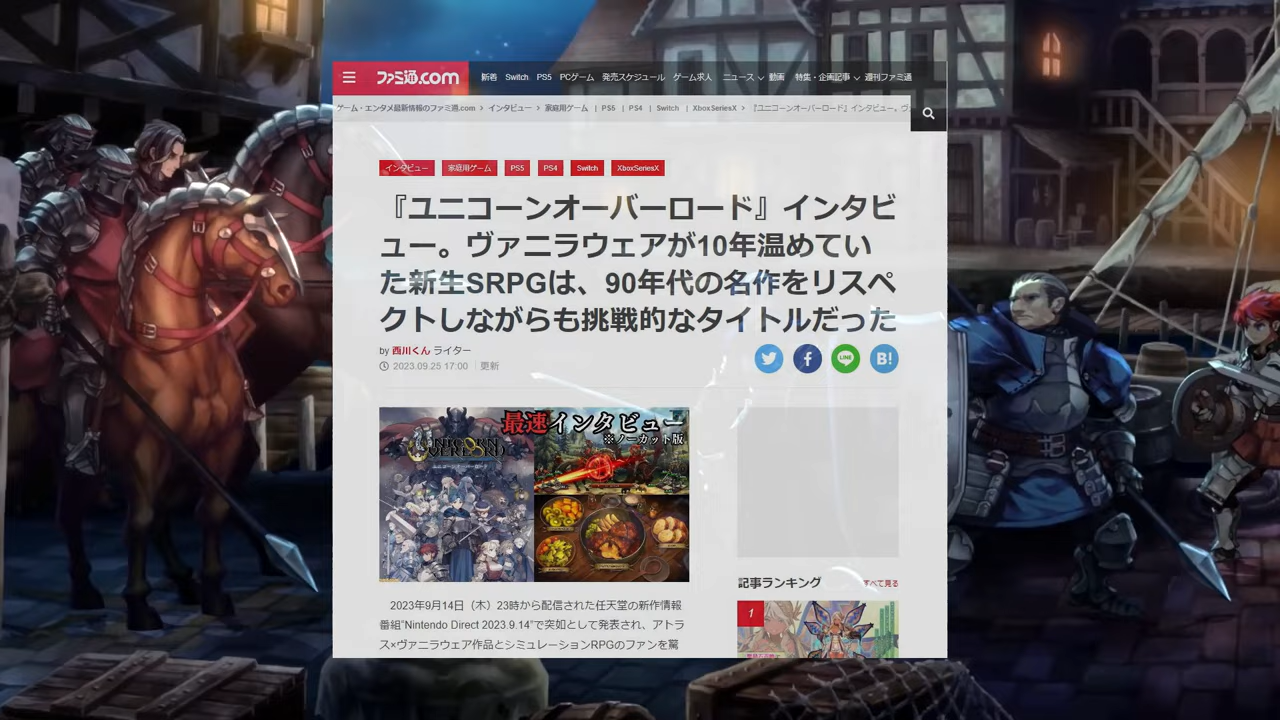 ファミ通.com 新着 Switch PS5 PCゲーム 発売スケジュール ゲーム求人 ニュース 動画 特集・企画記事 週刊ファミ通
ゲーム・エンタメ最新情報のファミ通.com > インタビュー > 家庭用ゲーム | PS5 | PS4 | Switch | XboxSeriesX > 『ユニコーンオーバーロード』インタビュー。ヴ
インタビュー 家庭用ゲーム PS5 PS4 Switch XboxSeriesX
『ユニコーンオーバーロード』インタビ
ュー。ヴァニラウェアが10年温めてい
た新生SRPGは、90年代の名作をリスペ
クトしながらも挑戦的なタイトルだった
by 西川くん ライター
2023.09.25 17:00 更新
LINE
B!
最速インタビュー
※ノーカット版
UNICORN
OVERLORD
ユニコーンオーバーロード
2023年9月14日（木）23時から配信された任天堂の新作情報
番組“Nintendo Direct 2023.9.14”で突如として発表され、アトラ
ス×ヴァニラウェア作品とシミュレーションRPGのファンを驚
記事ランキング すべて見る
1